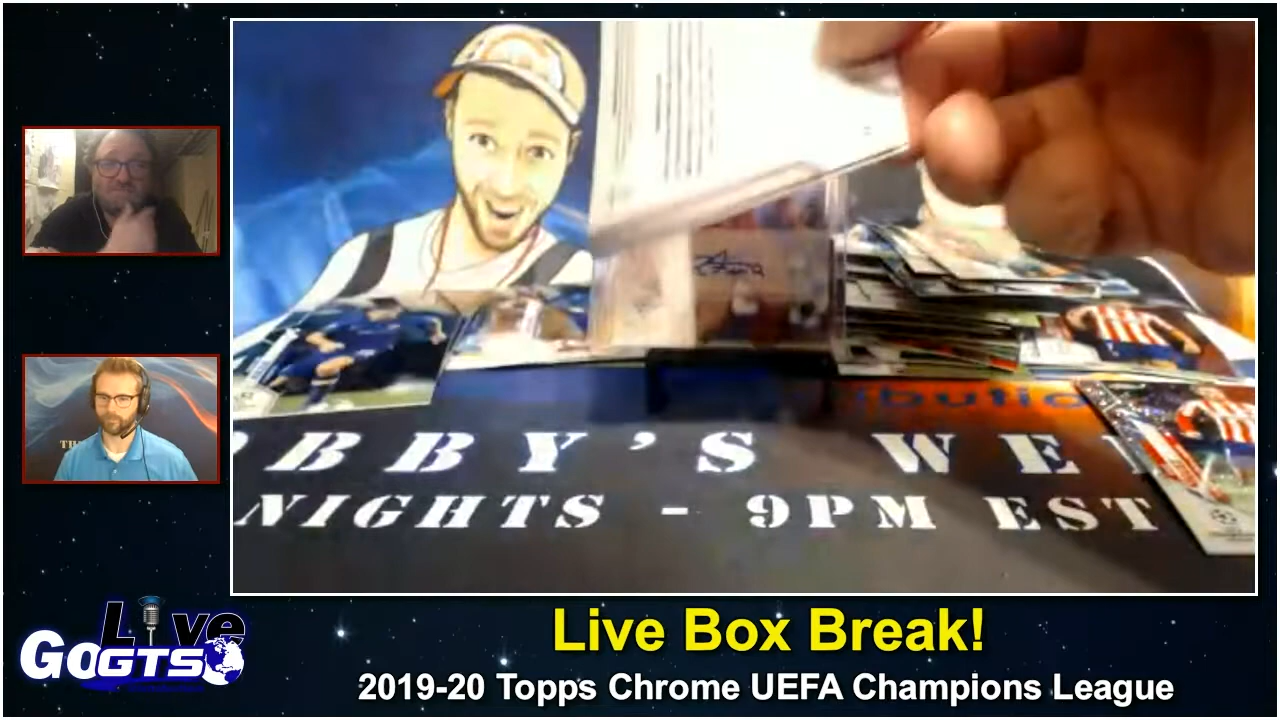 BBY'S WE
NIGHTS - 9PM EST
Live
GOGTS
Live Box Break!
2019-20 Topps Chrome UEFA Champions League